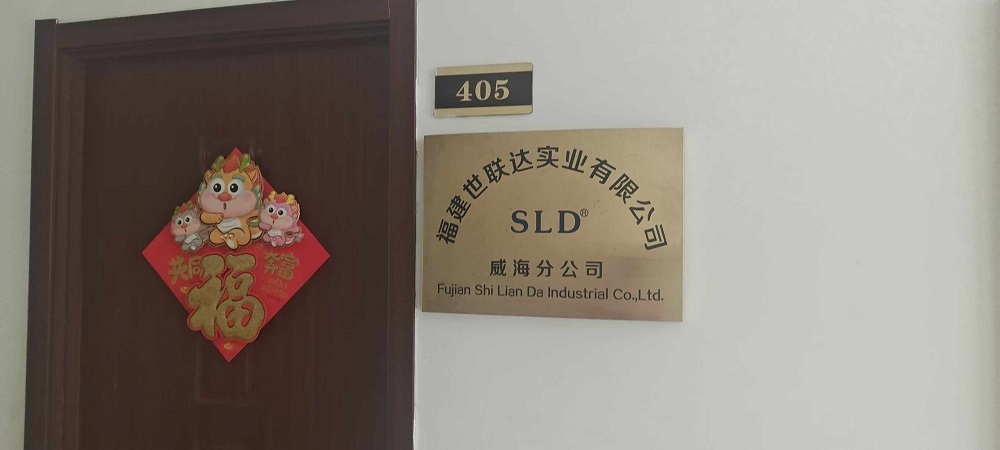 405
福建世联达实业有限公司
SLD®
威海分公司
Fujian Shi Lian Da Industrial Co.,Ltd.
共同奔富
福